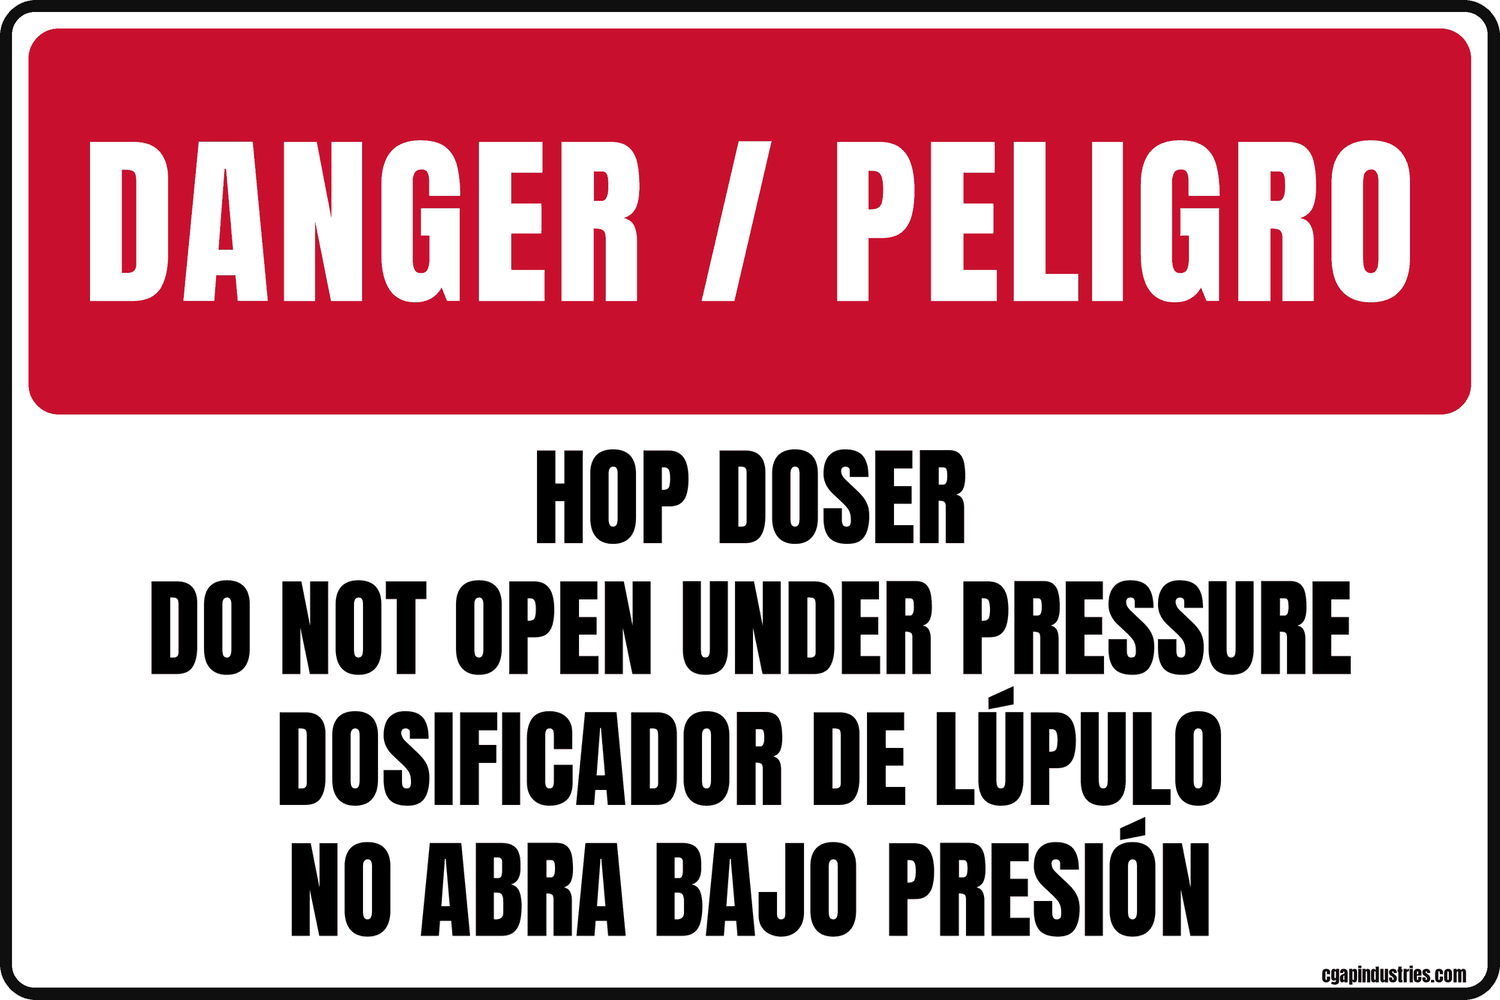 DANGER / PELIGRO
HOP DOSER
DO NOT OPEN UNDER PRESSURE
DOSIFICADOR DE LÚPULO
NO ABRA BAJO PRESIÓN
cgapindustries.com